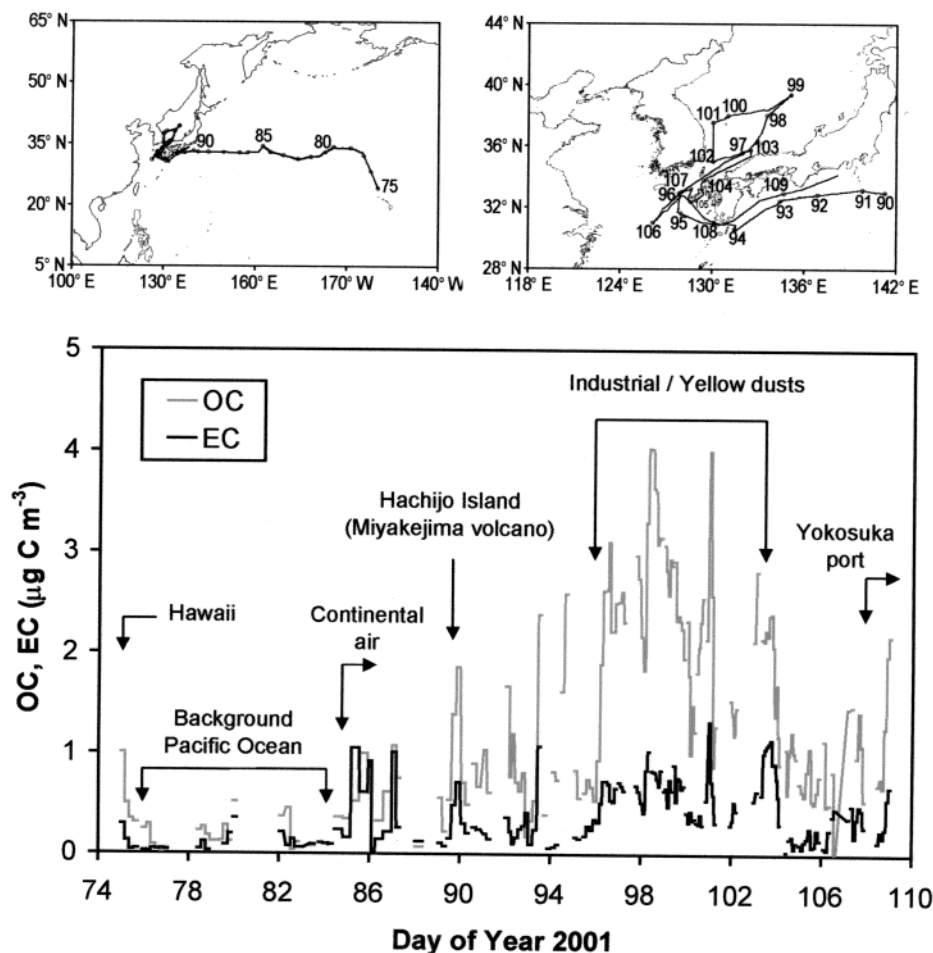 65° N
50° N
35° N
20° N
5° N
100° E
130° E
160° E
170° W
140° W
90
85
80
75
44° N
40° N
36° N
32° N
28° N
118° E
124° E
130° E
136° E
142° E
99
101
100
98
97
103
102
107
104
109
96
105
91
90
92
93
95
106
108
94
OC, EC (µg C m⁻³)
5
4
3
2
1
0
OC
EC
Industrial / Yellow dusts
Hachijo Island
(Miyakejima volcano)
Yokosuka
port
Hawaii
Continental
air
Background
Pacific Ocean
74
78
82
86
90
94
98
102
106
110
Day of Year 2001